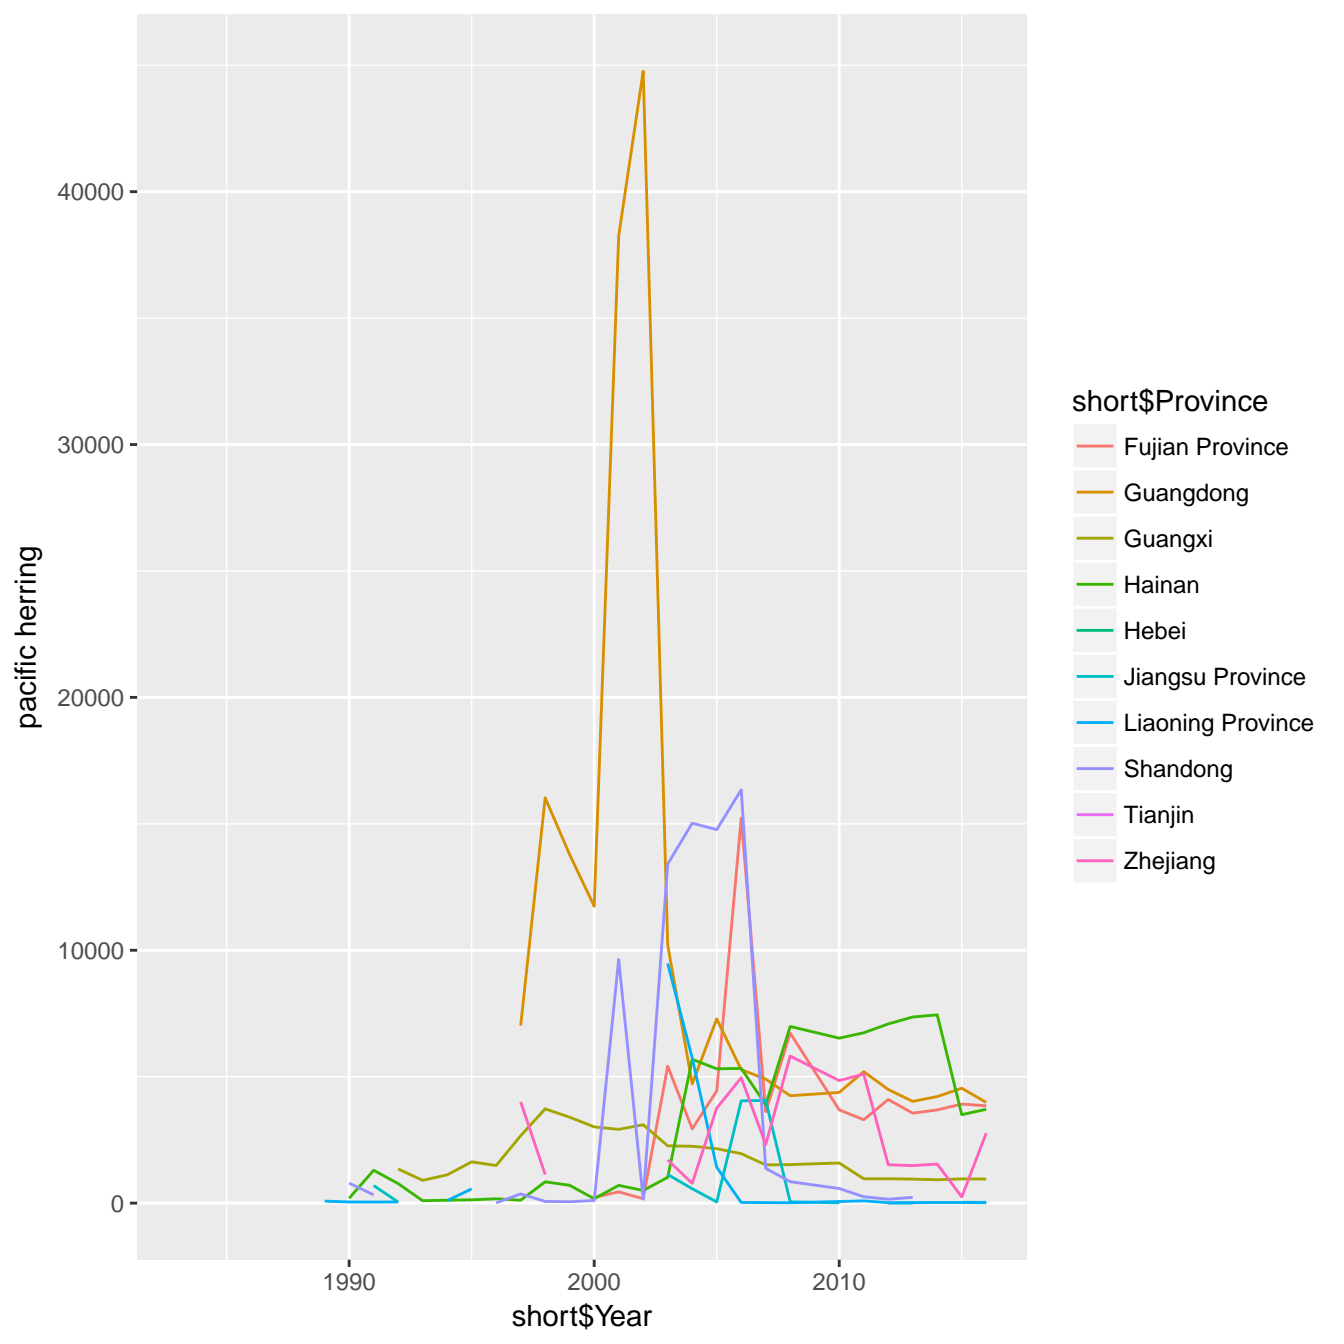 40000
30000
20000
10000
0
pacific herring
1990
2000
2010
short$Year
short$Province
Fujian Province
Guangdong
Guangxi
Hainan
Hebei
Jiangsu Province
Liaoning Province
Shandong
Tianjin
Zhejiang